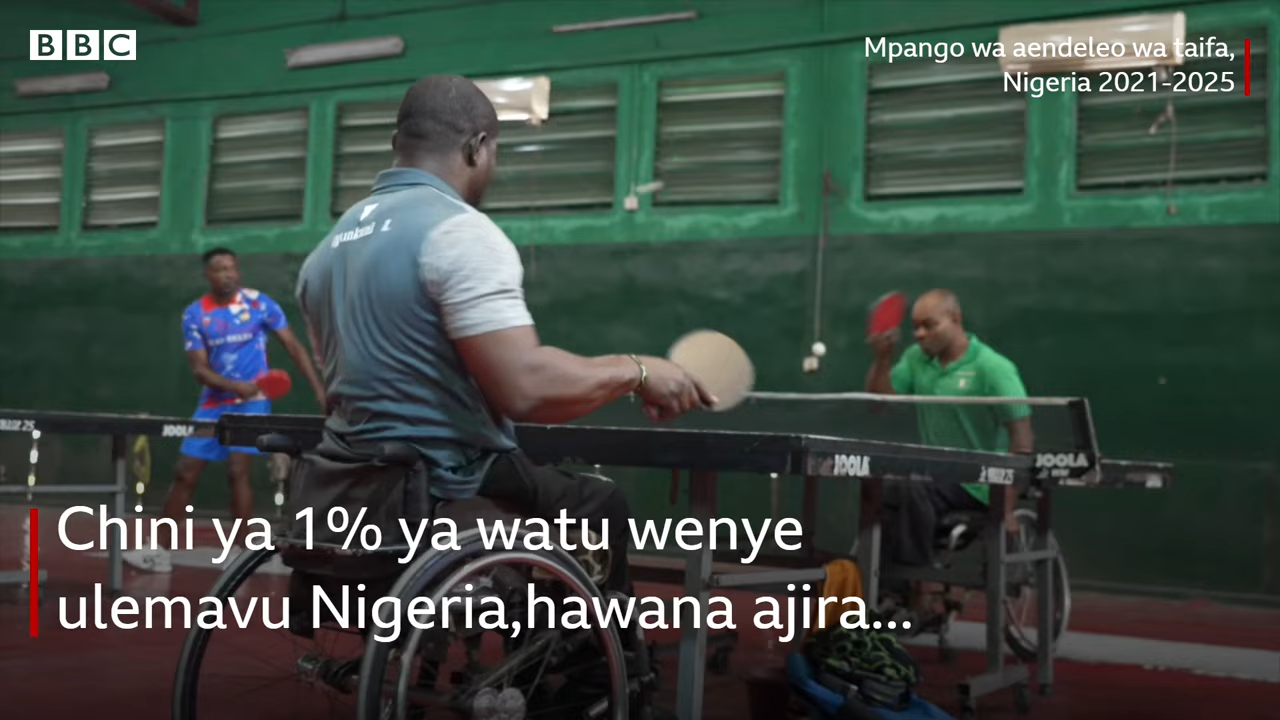 BBC
Mpango wa aendeleo wa taifa,
Nigeria 2021-2025
JOOLA
JOOLA
JOOLA
Chini ya 1% ya watu wenye
ulemavu Nigeria,hawana ajira...